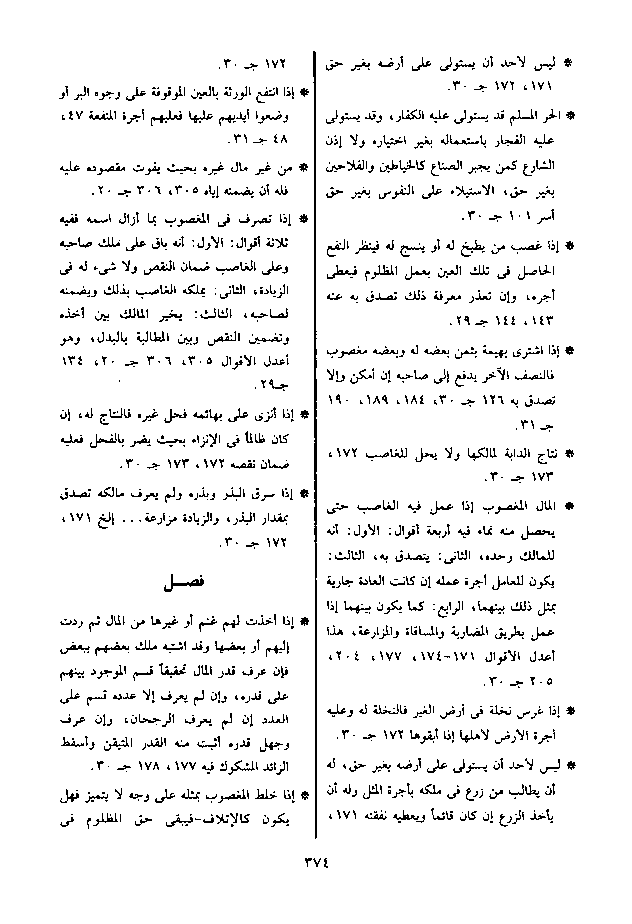 * ليس لأحد أن يستولى على أرضه بغير حق
١٧١، ١٧٢ جـ ٣٠.
* الحر المسلم قد يستولى عليه الكفار، وقد يستولى
عليه الفجار باستعماله بغير اختياره ولا إذن
الشارع كمن يجبر الصناع كالخياطين والفلاحين
بغير حق، الاستيلاء على النفوس بغير حق
أسر ١٠١ جـ ٣٠.
* إذا غصب من يطبخ له أو ينسج له فينظر النفع
الحاصل فى تلك العين بعمل المظلوم فيعطى
أجره، وإن تعذر معرفة ذلك تصدق به عنه
١٤٣، ١٤٤ جـ ٢٩.
* إذا اشترى بهيمة بثمن بعضه له وبعضه مغصوب
فالنصف الآخر يدفع إلى صاحبه إن أمكن وإلا
تصدق به ١٢٦ جـ ٣٠، ١٨٤، ١٨٩، ١٩٠
جـ ٣١.
* نتاج الدابة لمالكها ولا يحل للغاصب ١٧٢،
١٧٣ جـ ٣٠.
* المال المغصوب إذا عمل فيه الغاصب حتى
يحصل منه نماء فيه أربعة أقوال: الأول: أنه
للمالك وحده، الثانى: يتصدق به، الثالث:
يكون للعامل أجرة عمله إن كانت العادة جارية
بمثل ذلك بينهما، الرابع: كما يكون بينهما إذا
عمل بطريق المضاربة والمساقاة والمزارعة، هذا
أعدل الأقوال ١٧١-١٧٤، ١٧٧، ٢٠٤،
٢٠٥ جـ ٣٠.
* إذا غرس نخلة فى أرض الغير فالنخلة له وعليه
أجرة الأرض لأهلها إذا أبقوها ١٧٢ جـ ٣٠.
* ليس لأحد أن يستولى على أرضه بغير حق، له
أن يطالب من زرع فى ملكه بأجرة المثل وله أن
يأخذ الزرع إن كان قائماً ويعطيه نفقته ١٧١،
١٧٢ جـ ٣٠.
* إذا انتفع الورثة بالعين الموقوفة على وجوه البر أو
وضعوا أيديهم عليها فعليهم أجرة المنفعة ٤٧،
٤٨ جـ ٣١.
* من غير مال غيره بحيث يفوت مقصوده عليه
فله أن يضمنه إياه ٣٠٥، ٣٠٦ جـ ٢٠.
* إذا تصرف فى المغصوب بما أزال اسمه ففيه
ثلاثة أقوال: الأول: أنه باق على ملك صاحبه
وعلى الغاصب ضمان النقص ولا شىء له فى
الزيادة، الثانى: يملكه الغاصب بذلك ويضمنه
لصاحبه، الثالث: يخير المالك بين أخذه
وتضمين النقص وبين المطالبة بالبدل، وهو
أعدل الأقوال ٣٠٥، ٣٠٦ جـ ٢٠، ١٣٤
جـ٢٩.
* إذا أنزى على بهائمه فحل غيره فالنتاج له، إن
كان ظالماً فى الإنزاء بحيث يضر بالفحل فعليه
ضمان نقصه ١٧٢، ١٧٣ جـ ٣٠.
* إذا سرق البذر وبذره ولم يعرف مالكه تصدق
بمقدار البذر، والزيادة مزارعة... إلخ ١٧١،
١٧٢ جـ ٣٠.
فصـل
* إذا أخذت لهم غنم أو غيرها من المال ثم ردت
إليهم أو بعضها وقد اشتبه ملك بعضهم ببعض
فإن عرف قدر المال تحقيقاً قسم الموجود بينهم
على قدره، وإن لم يعرف إلا عدده قسم على
العدد إن لم يعرف الرجحان، وإن عرف
وجهل قدره أثبت منه القدر المتيقن وأسقط
الزائد المشكوك فيه ١٧٧، ١٧٨ جـ ٣٠.
* إذا خلط المغصوب بمثله على وجه لا يتميز فهل
يكون كالإتلاف-فيبقى حق المظلوم فى
٣٧٤